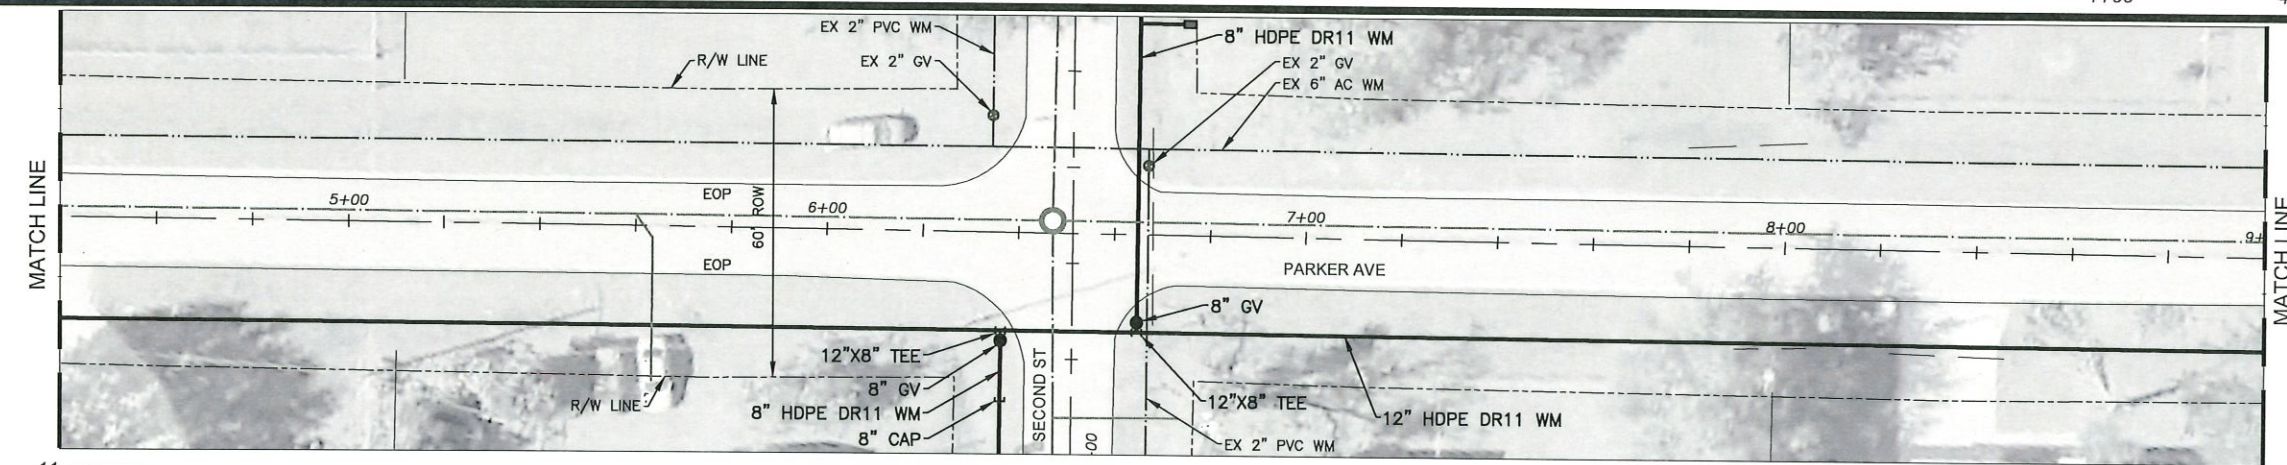 EX 2" PVC WM
8" HDPE DR11 WM
R/W LINE
EX 2" GV
EX 2" GV
EX 6" AC WM
MATCH LINE
60' ROW
EOP
5+00
6+00
7+00
8+00
9+
MATCH LINE
EOP
PARKER AVE
8" GV
12"X8" TEE
8" GV
R/W LINE
8" HDPE DR11 WM
8" CAP
SECOND ST
00
12"X8" TEE
12" HDPE DR11 WM
EX 2" PVC WM